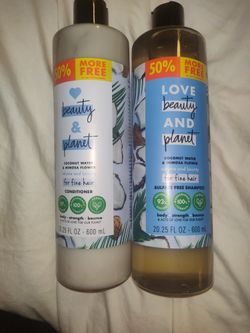 50% MORE FREE
beauty
&
planet
COCONUT WATER
& MIMOSA FLOWER
for fine hair
CONDITIONER
100%
body · strength · bounce
20.25 FL OZ - 600 mL
50% MORE FREE
LOVE
beauty
AND
planet
COCONUT WATER
& MIMOSA FLOWER
for fine hair
SULFATE FREE SHAMPOO
100%
body · strength · bounce
20.25 FL OZ - 600 mL